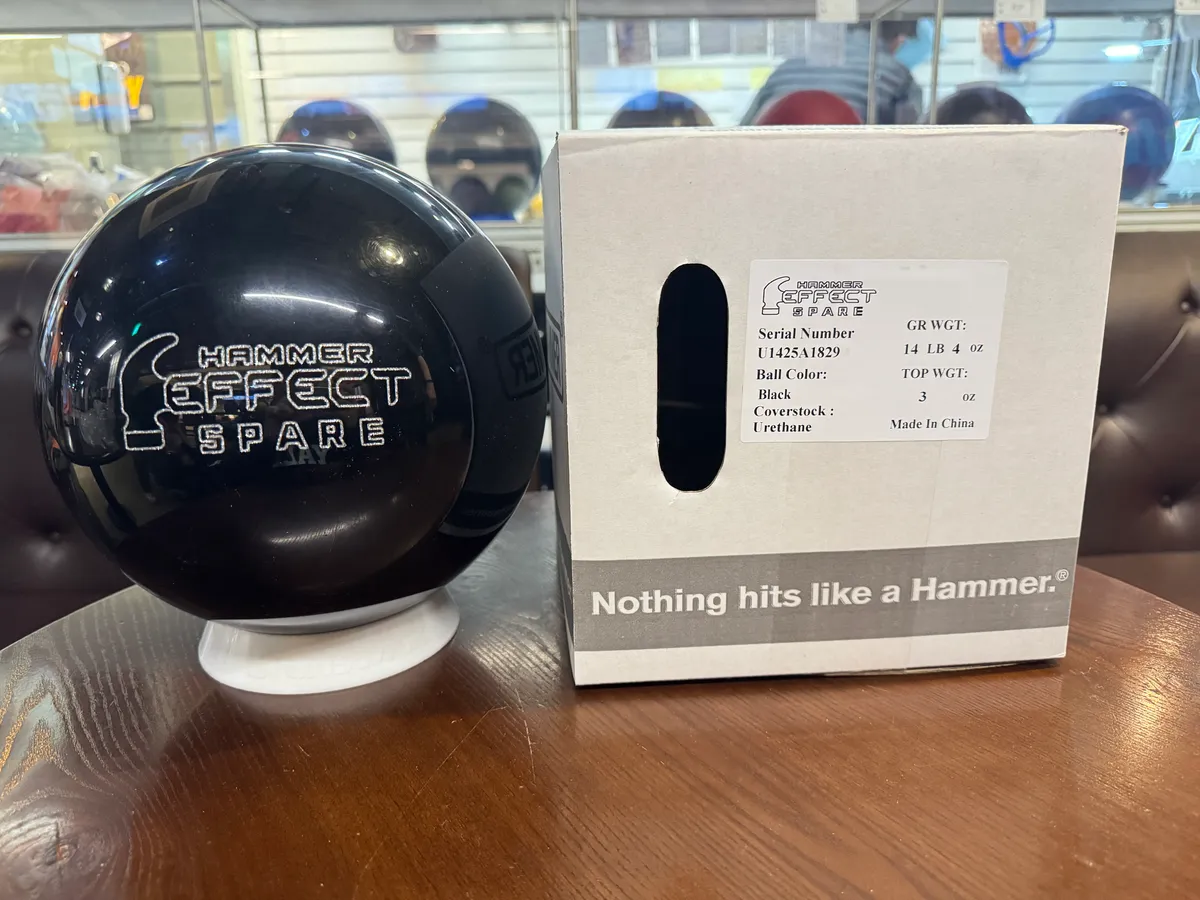 HAMMER
EFFECT
SPARE
HAMMER
EFFECT
SPARE
Serial Number
U1425A1829
Ball Color:
Black
Coverstock :
Urethane
GR WGT:
14 LB 4 oz
TOP WGT:
3 oz
Made In China
Nothing hits like a Hammer.®